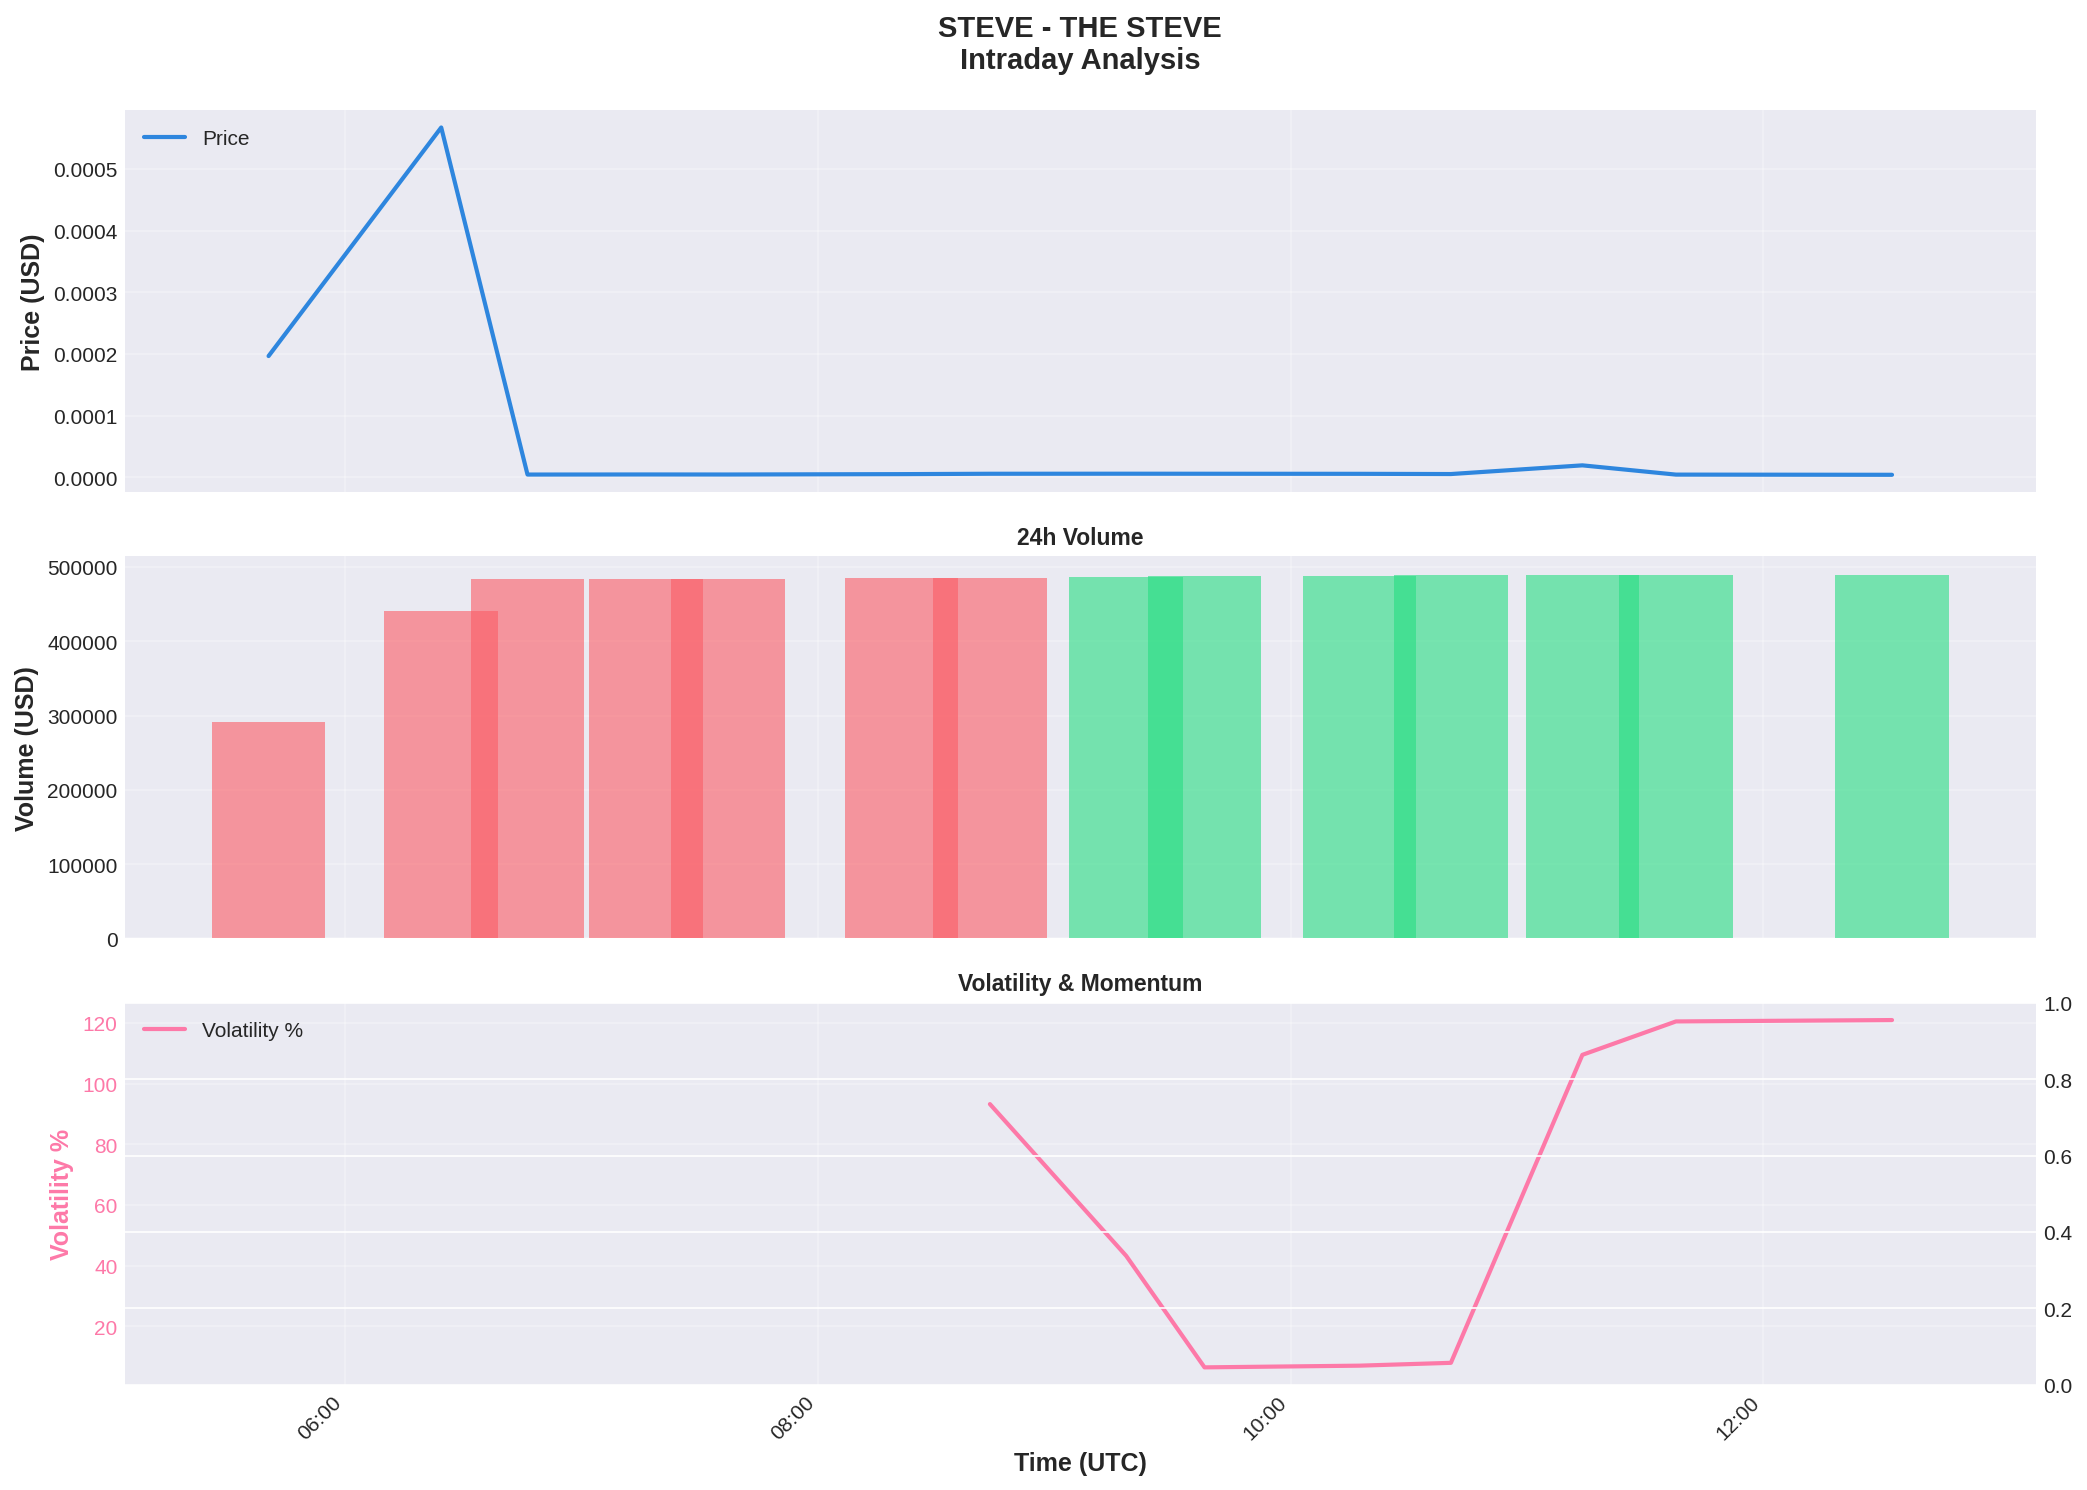 STEVE - THE STEVE
Intraday Analysis
Price
Price (USD)
0.0005
0.0004
0.0003
0.0002
0.0001
0.0000
24h Volume
Volume (USD)
500000
400000
300000
200000
100000
0
Volatility & Momentum
Volatility %
Volatility %
120
100
80
60
40
20
1.0
0.8
0.6
0.4
0.2
0.0
06:00
08:00
10:00
12:00
Time (UTC)